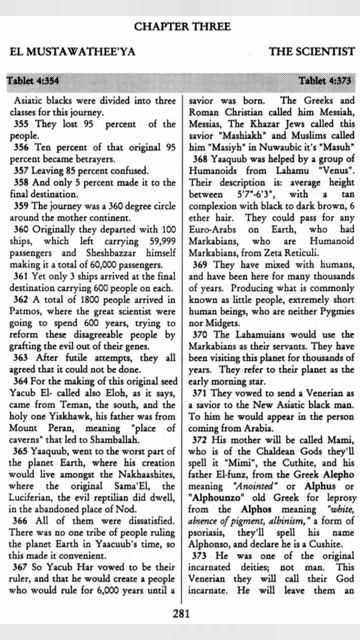 CHAPTER THREE
EL MUSTAWATHEE'YA
THE SCIENTIST
Tablet 4:354
Tablet 4:373
Asiatic blacks were divided into three
classes for this journey.
355 They lost 95 percent of the
people.
356 Ten percent of that original 95
percent became betrayers.
357 Leaving 85 percent confused.
358 And only 5 percent made it to the
final destination.
359 The journey was a 360 degree circle
around the mother continent.
360 Originally they departed with 100
ships, which left carrying 59,999
passengers and Sheshbazzar himself
making it a total of 60,000 passengers.
361 Yet only 3 ships arrived at the final
destination carrying 600 people on each.
362 A total of 1800 people arrived in
Patmos, where the great scientist were
going to spend 600 years, trying to
reform these disagreeable people by
grafting the evil out of their genes.
363 After futile attempts, they all
agreed that it could not be done.
364 For the making of this original seed
Yacub El- called also Eloh, as it says,
came from Teman, the south, and the
holy one Yiskhawk, his father was from
Mount Peran, meaning "place of
caverns" that led to Shamballah.
365 Yaaquub, went to the worst part of
the planet Earth, where his creation
would live amongst the Nakhaashites,
where the original Sama'El, the
Luciferian, the evil reptilian did dwell,
in the abandoned place of Nod.
366 All of them were dissatisfied.
There was no one tribe of people ruling
the planet Earth in Yaacuub's time, so
this made it convenient.
367 So Yacub Har vowed to be their
ruler, and that he would create a people
who would rule for 6,000 years until a
savior was born. The Greeks and
Roman Christian called him Messiah,
Messias, The Khazar Jews called this
savior "Mashiakh" and Muslims called
him "Masiyh" in Nuwaubic it's "Masuh"
368 Yaaquub was helped by a group of
Humanoids from Lahamu "Venus".
Their description is: average height
between 5'7"-6'3", with a tan
complexion with black to dark brown, 6
ether hair. They could pass for any
Euro-Arabs on Earth, who had
Markabians, who are Humanoid
Markabians, from Zeta Reticuli.
369 They have mixed with humans,
and have been here for many thousands
of years. Producing what is commonly
known as little people, extremely short
human beings, who are neither Pygmies
nor Midgets.
370 The Lahamuians would use the
Markabians as their servants. They have
been visiting this planet for thousands of
years. They refer to their planet as the
early morning star.
371 They vowed to send a Venerian as
a savior to the New Asiatic black man.
To him he would appear in the person
coming from Arabia.
372 His mother will be called Mami,
who is of the Chaldean Gods they'll
spell it "Mimi", the Cuthite, and his
father El-funz, from the Greek Alepho
meaning "Anointed" or Alphus or
"Alphounzo" old Greek for leprosy
from the Alphos meaning "white,
absence of pigment, albinism," a form of
psoriasis, they'll spell his name
Alphonso, and declare he is a Cushite.
373 He was one of the original
incarnated deities; not man. This
Venerian they will call their God
incarnate. He will leave them an
281